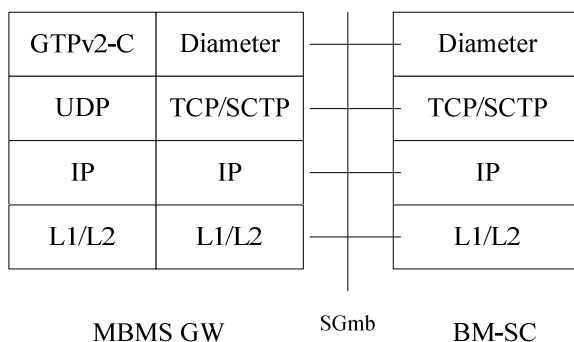 GTPv2-C Diameter Diameter
UDP TCP/SCTP TCP/SCTP
IP IP IP
L1/L2 L1/L2 L1/L2
MBMS GW SGmb BM-SC